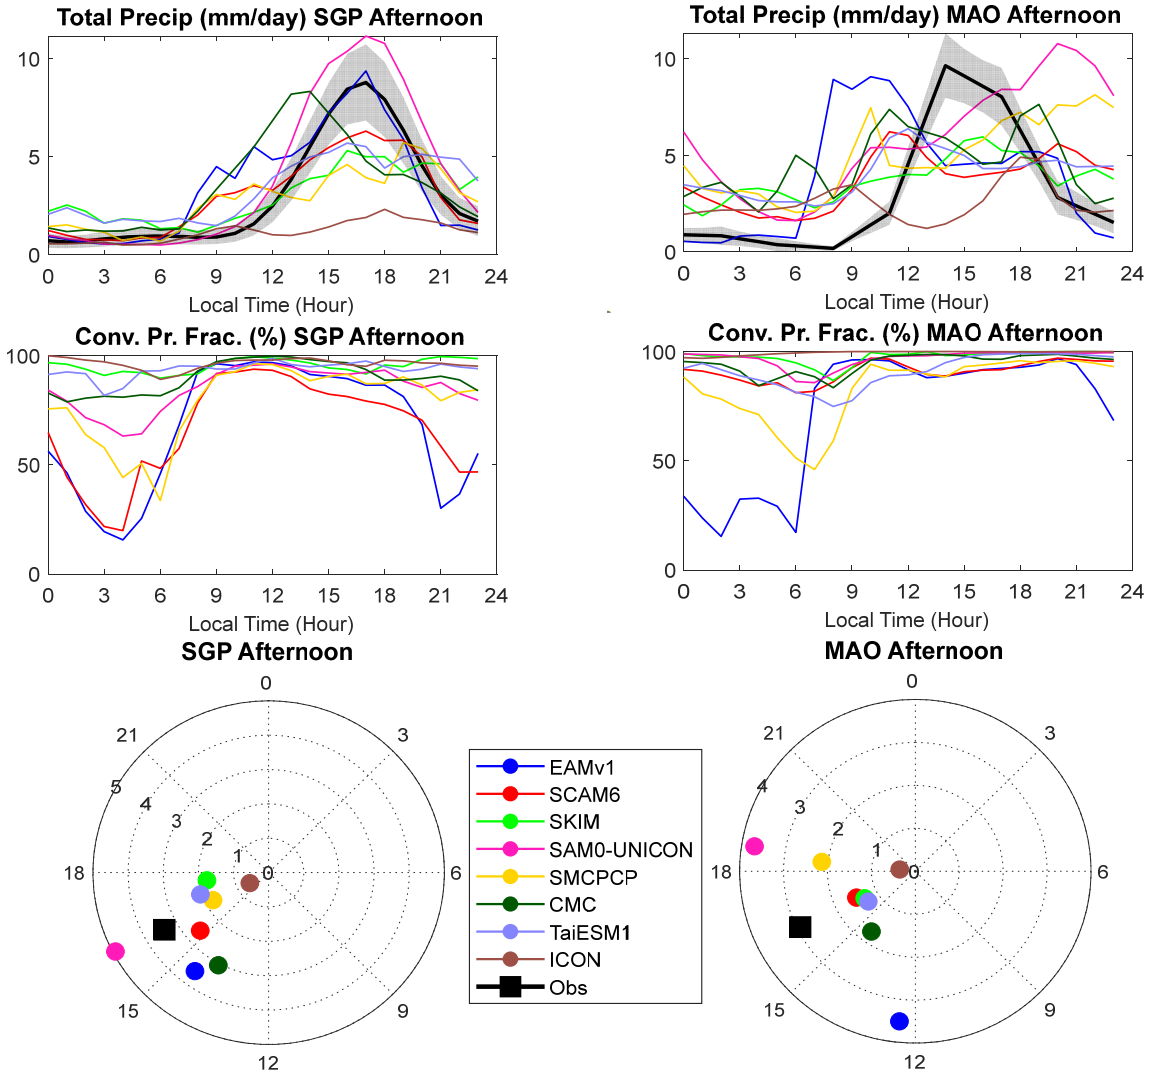 Total Precip (mm/day) SGP Afternoon
10
5
0
0 3 6 9 12 15 18 21 24
Local Time (Hour)
Total Precip (mm/day) MAO Afternoon
10
5
0
0 3 6 9 12 15 18 21 24
Local Time (Hour)
Conv. Pr. Frac. (%) SGP Afternoon
100
50
0
0 3 6 9 12 15 18 21 24
Local Time (Hour)
Conv. Pr. Frac. (%) MAO Afternoon
100
50
0
0 3 6 9 12 15 18 21 24
Local Time (Hour)
SGP Afternoon
0
21 3
5
4
3
2
1
18 0 6
15 9
12
EAMv1
SCAM6
SKIM
SAM0-UNICON
SMCPCP
CMC
TaiESM1
ICON
Obs
MAO Afternoon
0
21 3
4
3
2
1
18 0 6
15 9
12